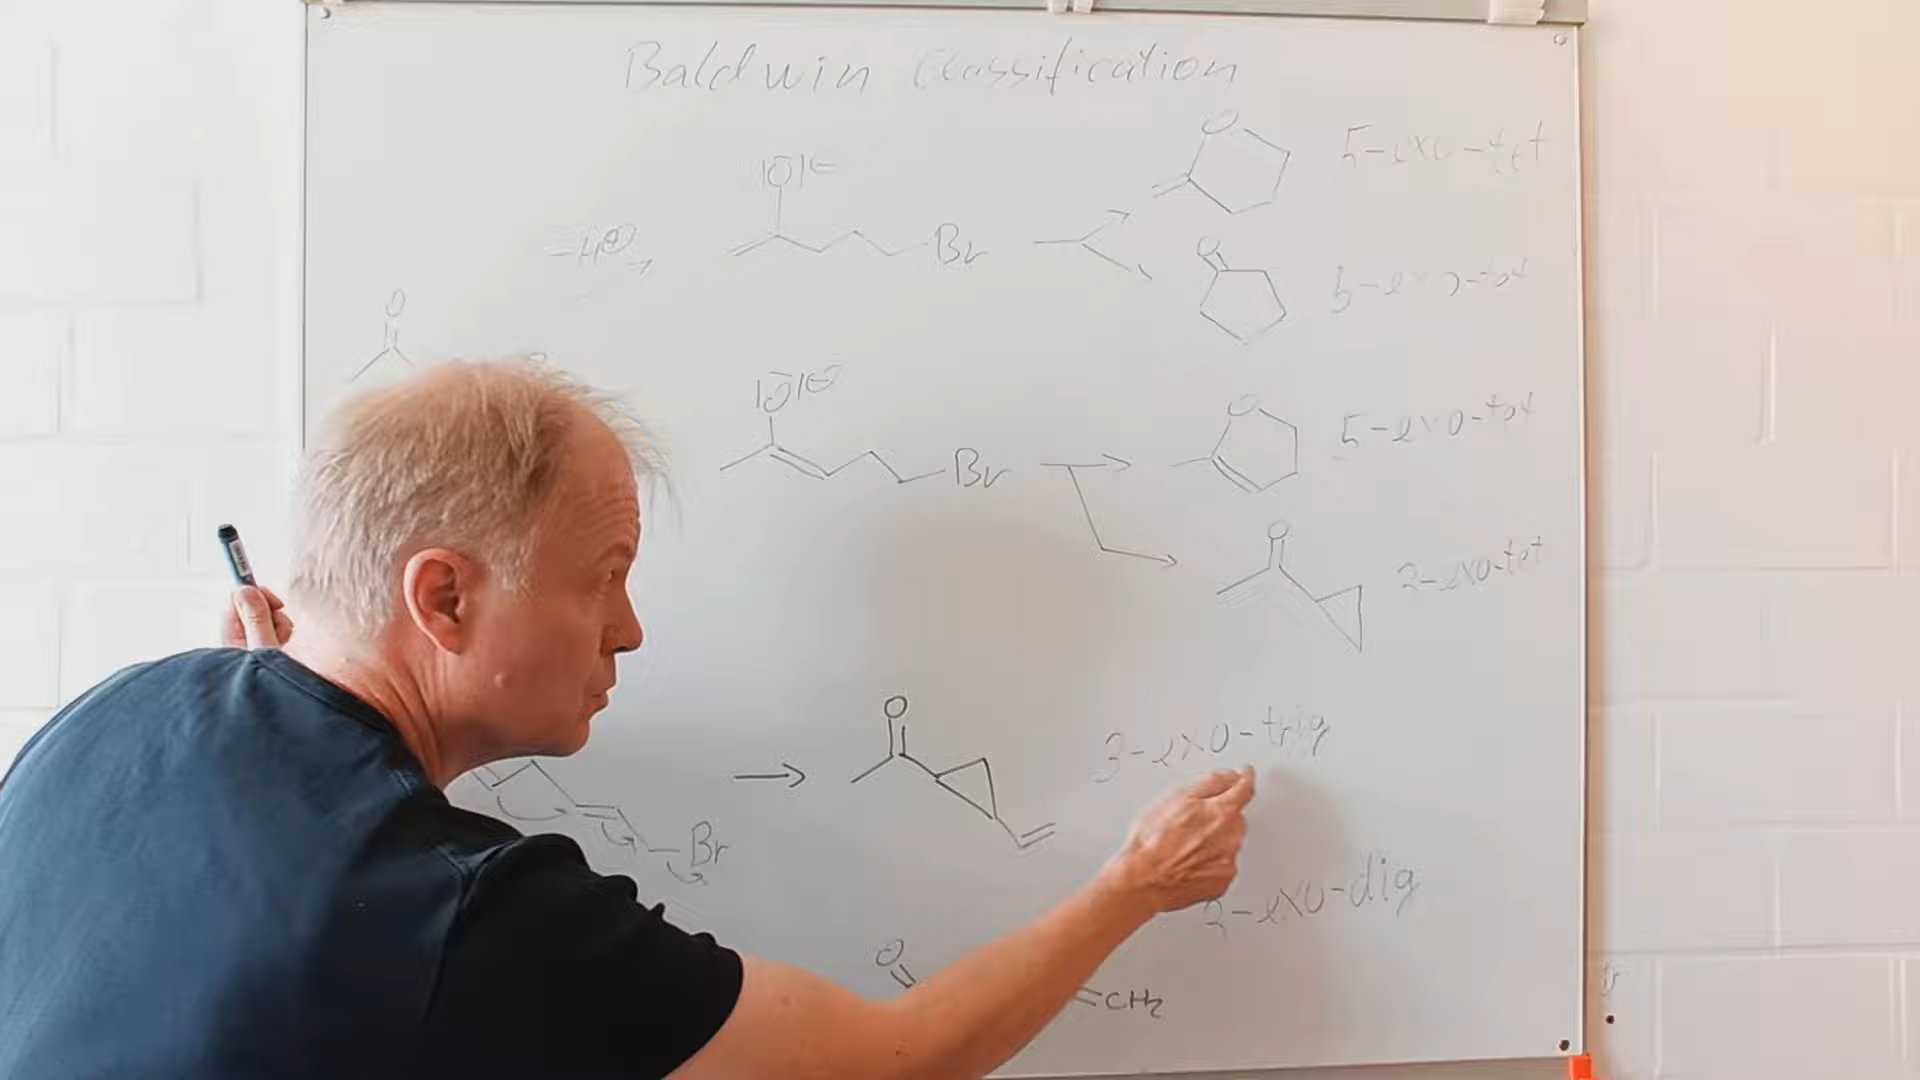 Baldwin Classification
O
5-exo-tet
|O|⊖
-H⊕
Br
O
5-exo-tet
O
|O|⊖
O
5-exo-tet
Br
O
3-exo-tet
O
3-exo-trig
Br
3-exo-dig
O
CH2